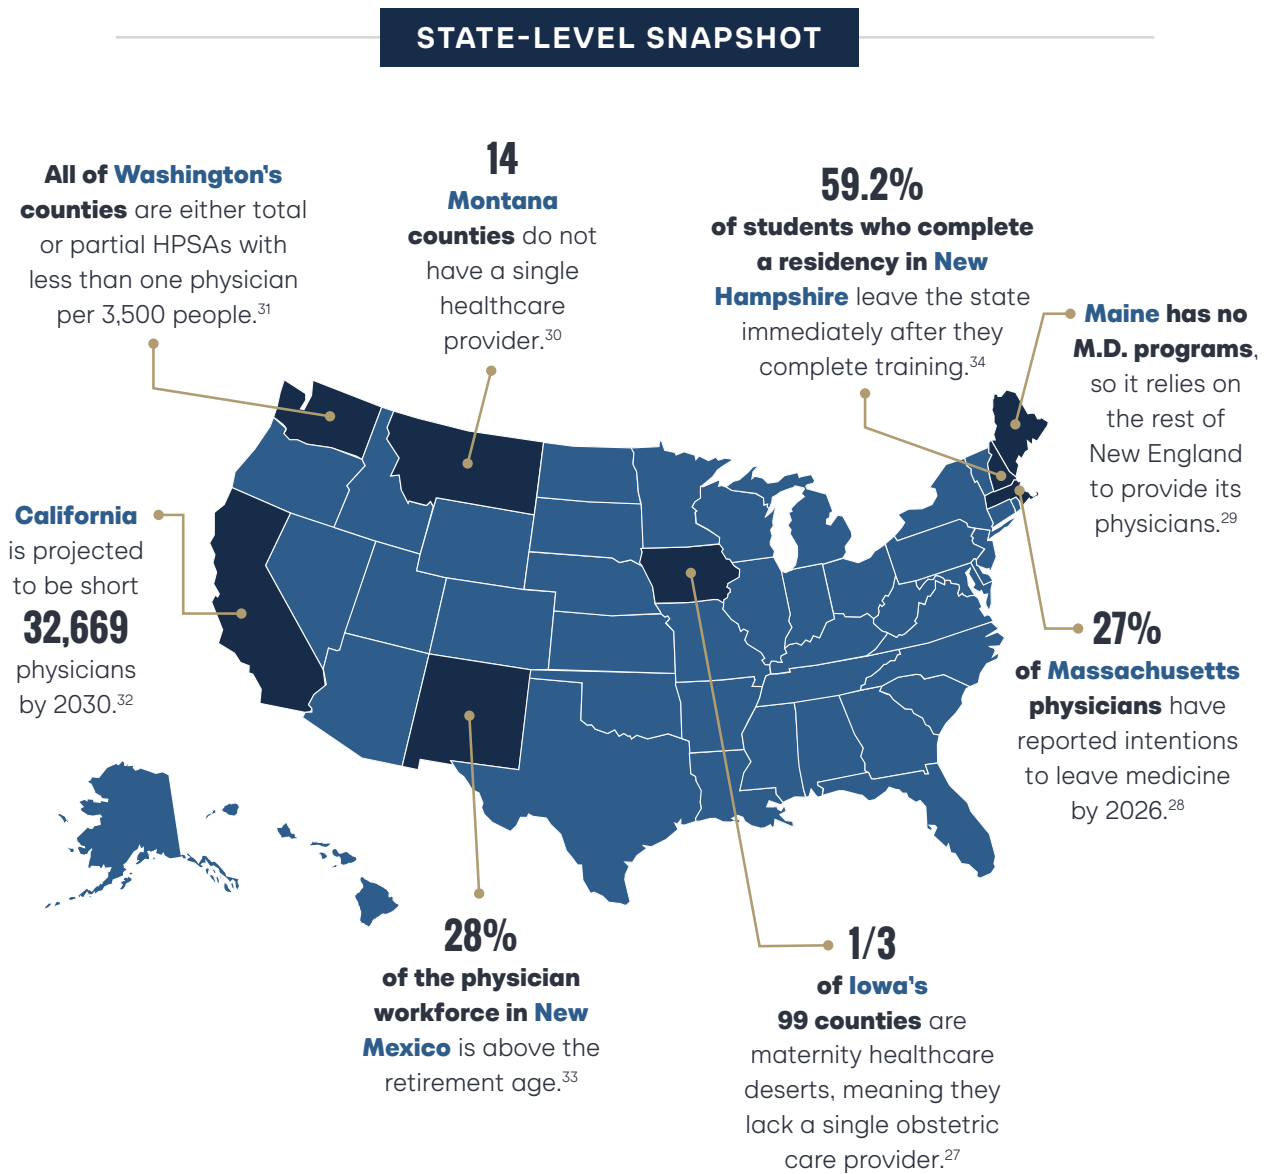 STATE-LEVEL SNAPSHOT
All of Washington's
counties are either total
or partial HPSAs with
less than one physician
per 3,500 people.31
14
Montana
counties do not
have a single
healthcare
provider.30
59.2%
of students who complete
a residency in New
Hampshire leave the state
immediately after they
complete training.34
Maine has no
M.D. programs,
so it relies on
the rest of
New England
to provide its
physicians.29
California
is projected
to be short
32,669
physicians
by 2030.32
27%
of Massachusetts
physicians have
reported intentions
to leave medicine
by 2026.28
28%
of the physician
workforce in New
Mexico is above the
retirement age.33
1/3
of Iowa's
99 counties are
maternity healthcare
deserts, meaning they
lack a single obstetric
care provider.27